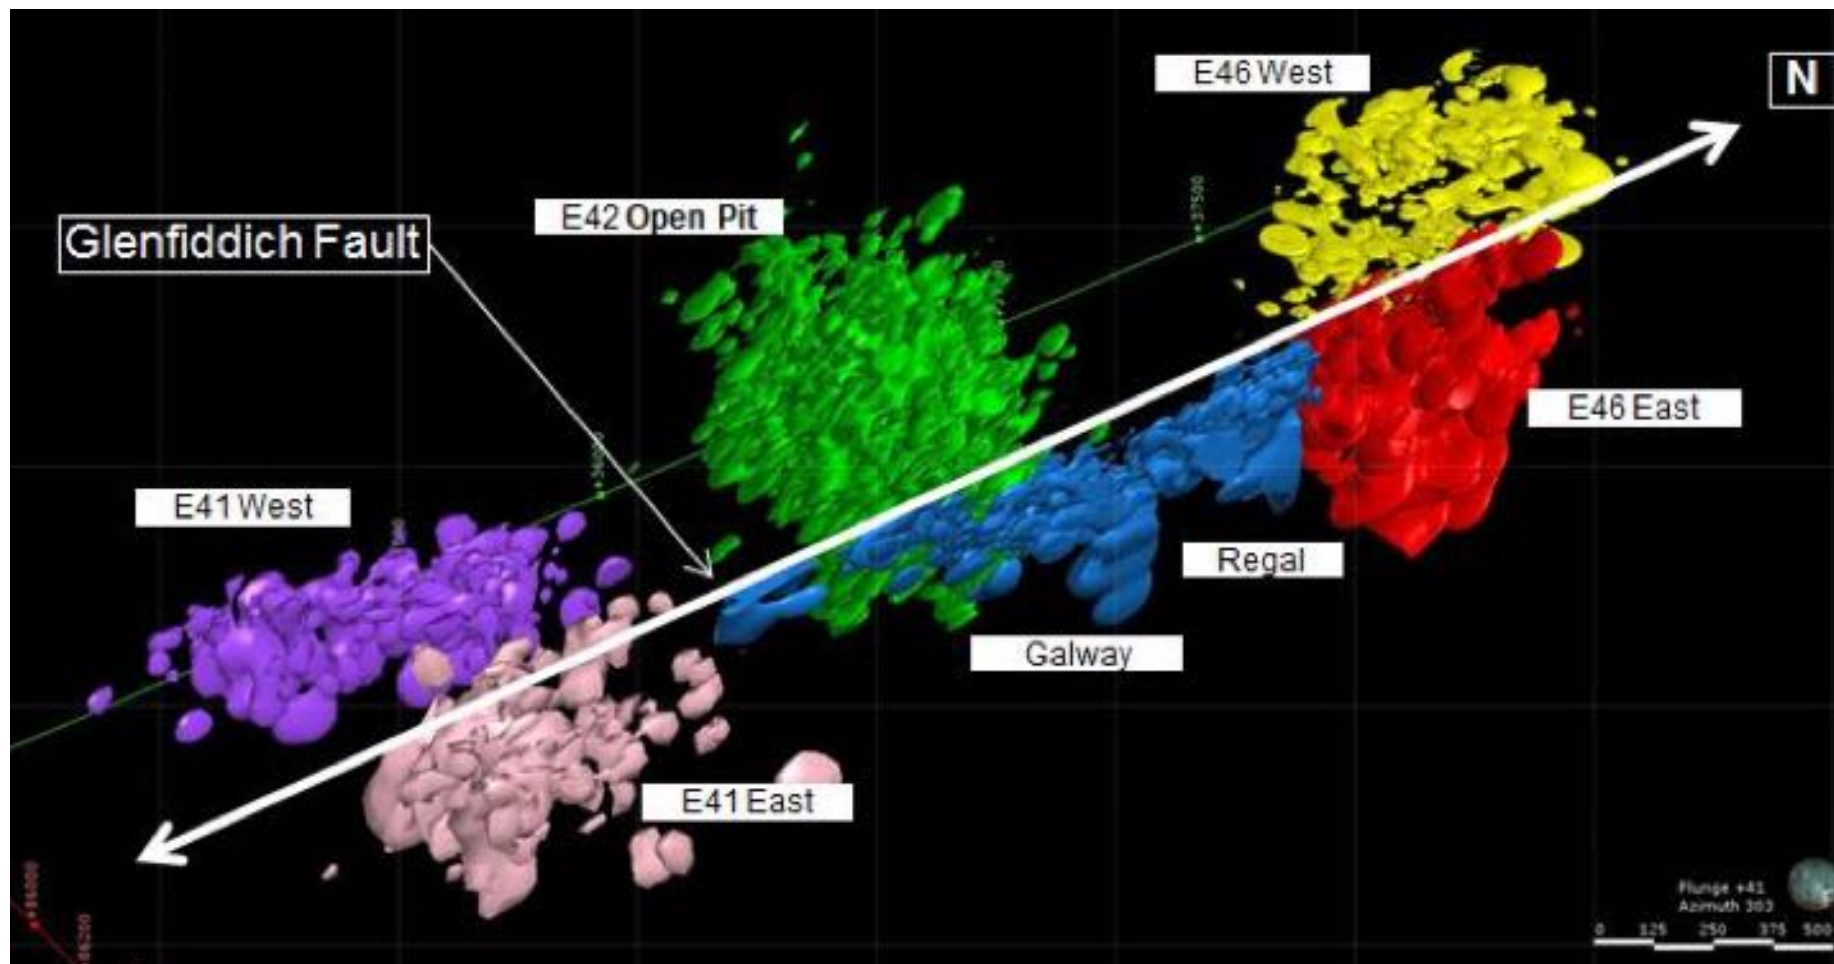 E46 West
N
E42 Open Pit
Glenfiddich Fault
+37500
E46 East
E41 West
Regal
Galway
E41 East
Plunge +41
Azimuth 303
0 125 250 375 500